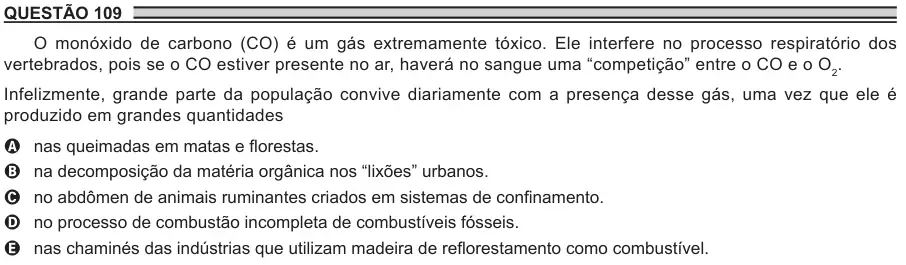 QUESTÃO 109
O monóxido de carbono (CO) é um gás extremamente tóxico. Ele interfere no processo respiratório dos
vertebrados, pois se o CO estiver presente no ar, haverá no sangue uma “competição” entre o CO e o O₂.
Infelizmente, grande parte da população convive diariamente com a presença desse gás, uma vez que ele é
produzido em grandes quantidades
A nas queimadas em matas e florestas.
B na decomposição da matéria orgânica nos “lixões” urbanos.
C no abdômen de animais ruminantes criados em sistemas de confinamento.
D no processo de combustão incompleta de combustíveis fósseis.
E nas chaminés das indústrias que utilizam madeira de reflorestamento como combustível.